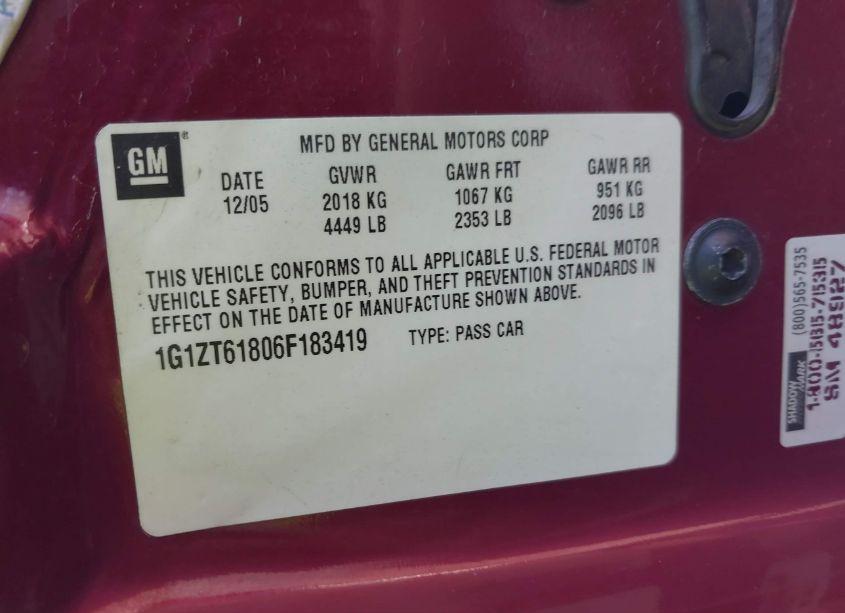 GM
MFD BY GENERAL MOTORS CORP
DATE GVWR GAWR FRT GAWR RR
12/05 2018 KG 1067 KG 951 KG
4449 LB 2353 LB 2096 LB
THIS VEHICLE CONFORMS TO ALL APPLICABLE U.S. FEDERAL MOTOR
VEHICLE SAFETY, BUMPER, AND THEFT PREVENTION STANDARDS IN
EFFECT ON THE DATE OF MANUFACTURE SHOWN ABOVE.
1G1ZT61806F183419 TYPE: PASS CAR
(800)565-7535
SHADOW
SM 48927